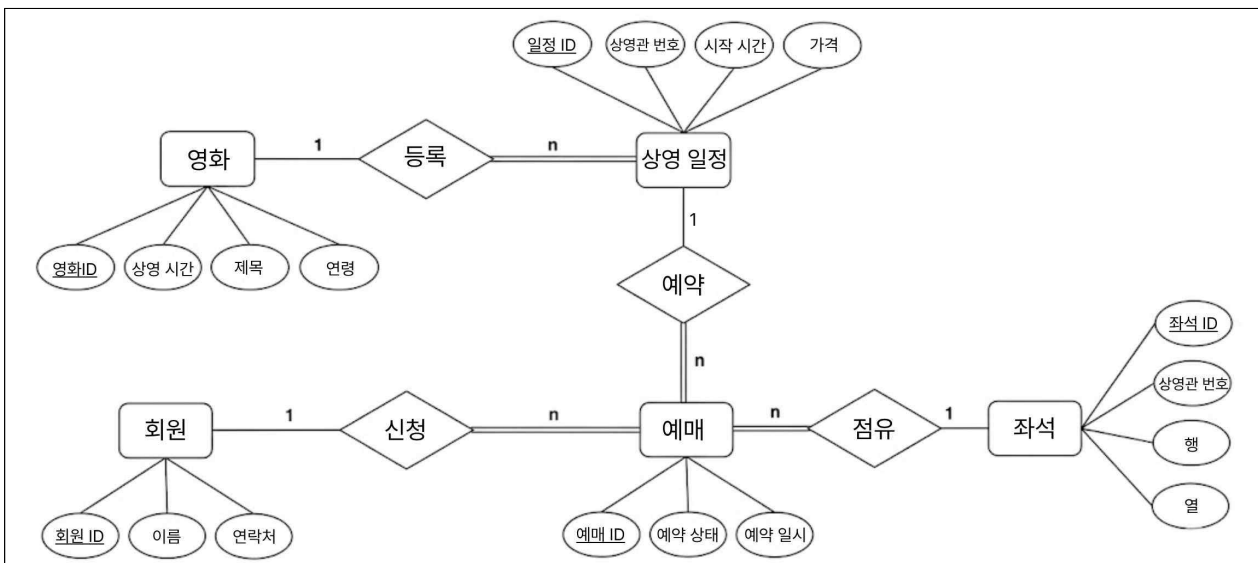 일정 ID
상영관 번호
시작 시간
가격
영화
1
등록
n
상영 일정
영화ID
상영 시간
제목
연령
1
예약
n
회원
1
신청
n
예매
n
점유
1
좌석
좌석 ID
상영관 번호
행
열
회원 ID
이름
연락처
예매 ID
예약 상태
예약 일시